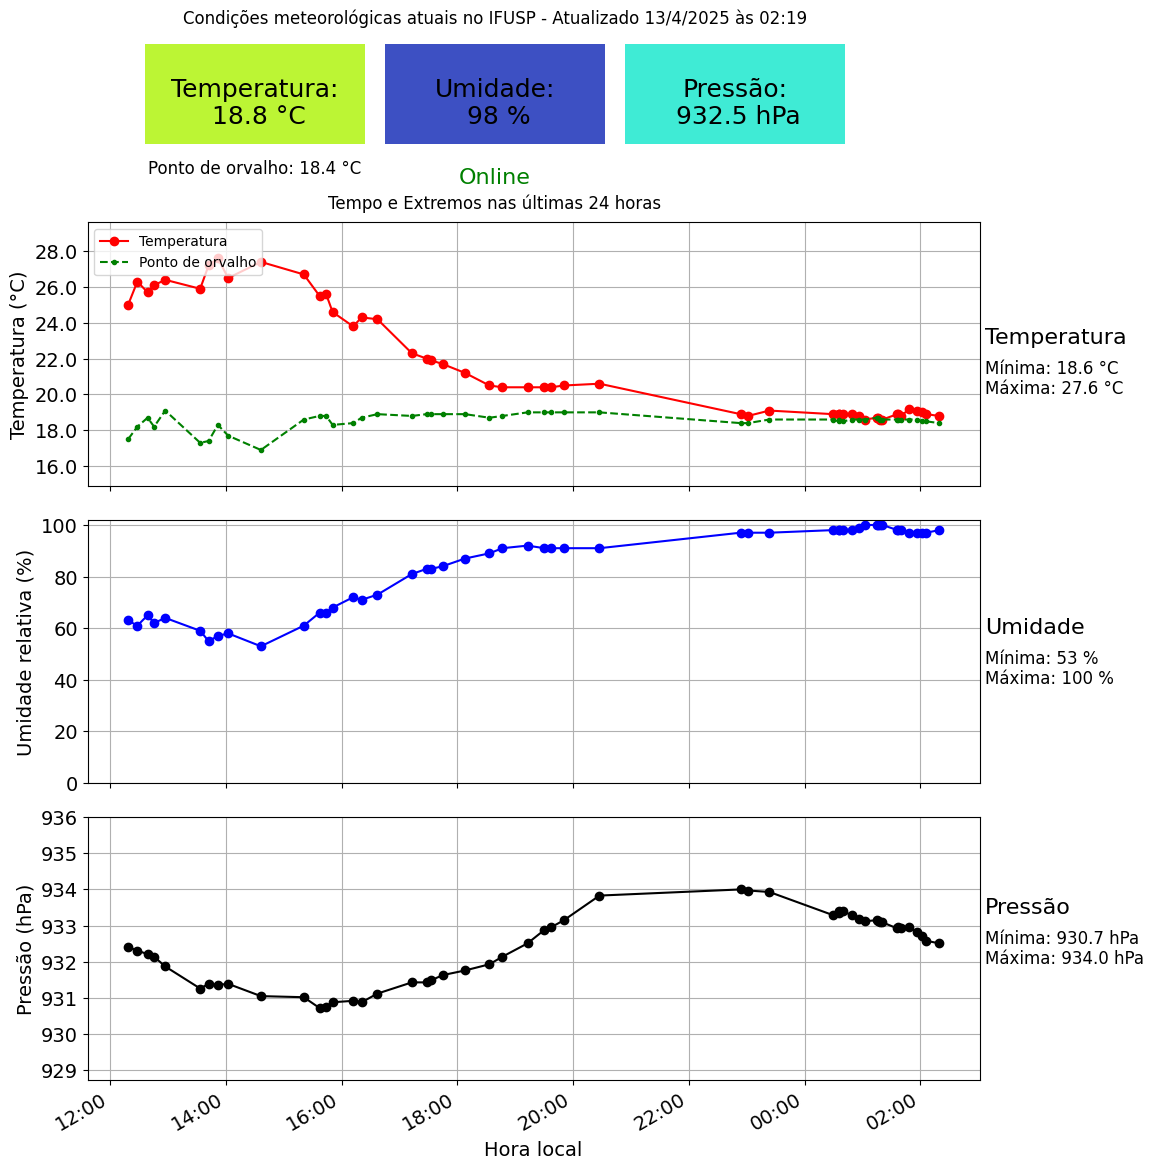 Condições meteorológicas atuais no IFUSP - Atualizado 13/4/2025 às 02:19
Temperatura:
18.8 °C
Umidade:
98 %
Pressão:
932.5 hPa
Ponto de orvalho: 18.4 °C
Online
Tempo e Extremos nas últimas 24 horas
Temperatura
Ponto de orvalho
Temperatura (°C)
28.0
26.0
24.0
22.0
20.0
18.0
16.0
Temperatura
Mínima: 18.6 °C
Máxima: 27.6 °C
Umidade relativa (%)
100
80
60
40
20
0
Umidade
Mínima: 53 %
Máxima: 100 %
Pressão (hPa)
936
935
934
933
932
931
930
929
Pressão
Mínima: 930.7 hPa
Máxima: 934.0 hPa
12:00
14:00
16:00
18:00
20:00
22:00
00:00
02:00
Hora local